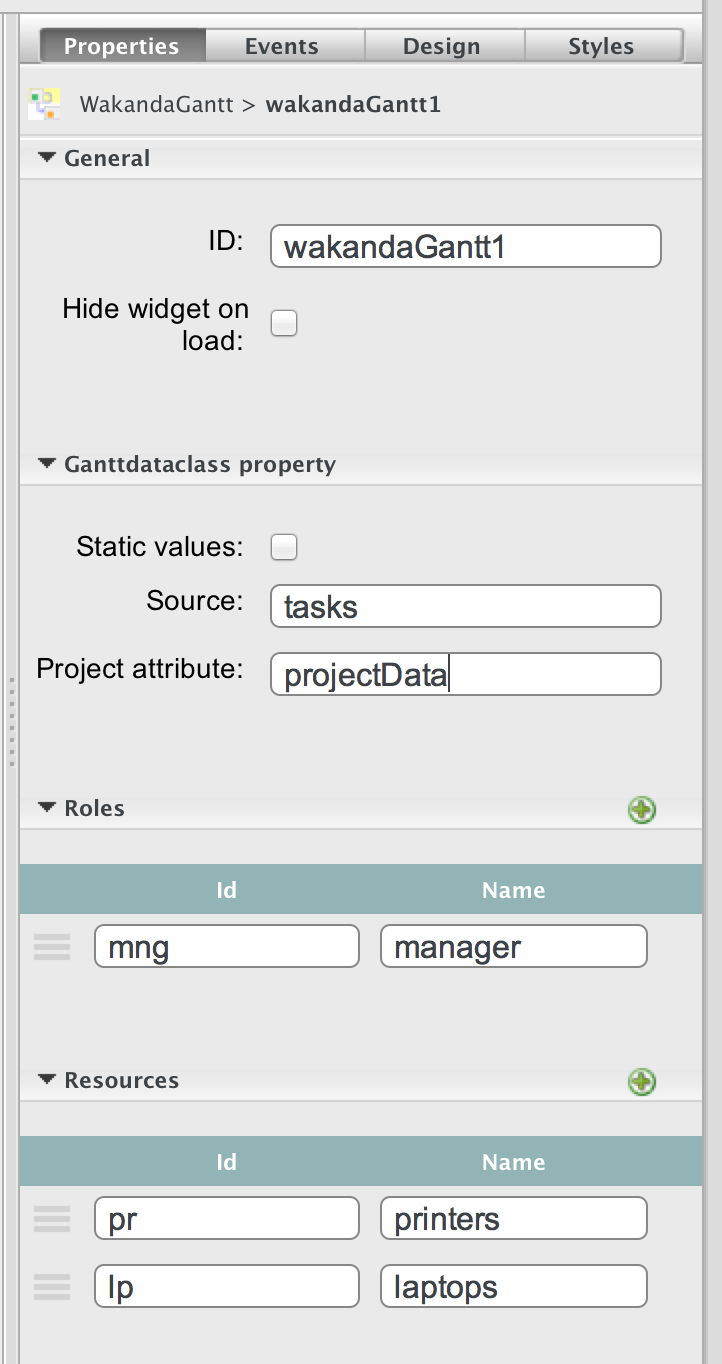 Properties Events Design Styles
WakandaGantt > wakandaGantt1
General
ID: wakandaGantt1
Hide widget on
load:
Ganttdataclass property
Static values:
Source: tasks
Project attribute: projectData
Roles
Id Name
mng manager
Resources
Id Name
pr printers
lp laptops